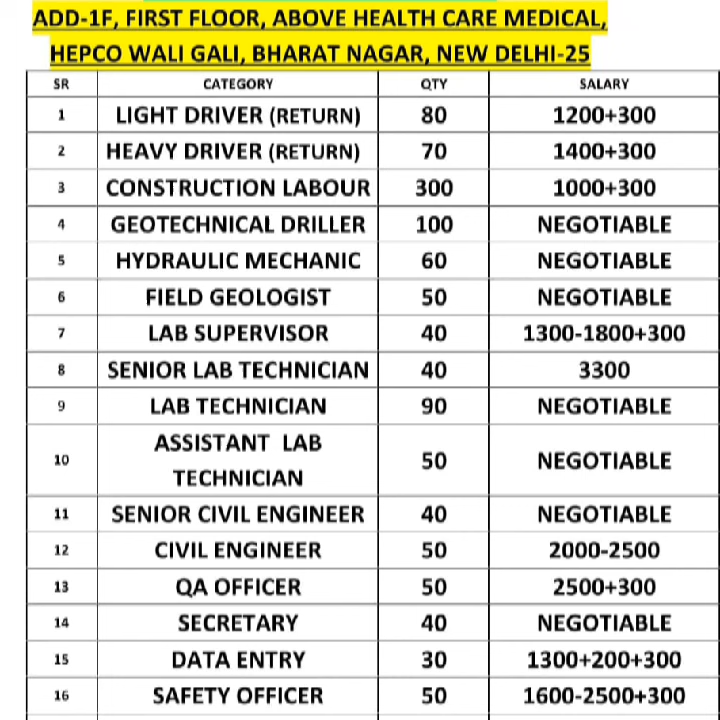 ADD-1F, FIRST FLOOR, ABOVE HEALTH CARE MEDICAL,
HEPCO WALI GALI, BHARAT NAGAR, NEW DELHI-25
SR CATEGORY QTY SALARY
1 LIGHT DRIVER (RETURN) 80 1200+300
2 HEAVY DRIVER (RETURN) 70 1400+300
3 CONSTRUCTION LABOUR 300 1000+300
4 GEOTECHNICAL DRILLER 100 NEGOTIABLE
5 HYDRAULIC MECHANIC 60 NEGOTIABLE
6 FIELD GEOLOGIST 50 NEGOTIABLE
7 LAB SUPERVISOR 40 1300-1800+300
8 SENIOR LAB TECHNICIAN 40 3300
9 LAB TECHNICIAN 90 NEGOTIABLE
10 ASSISTANT LAB TECHNICIAN 50 NEGOTIABLE
11 SENIOR CIVIL ENGINEER 40 NEGOTIABLE
12 CIVIL ENGINEER 50 2000-2500
13 QA OFFICER 50 2500+300
14 SECRETARY 40 NEGOTIABLE
15 DATA ENTRY 30 1300+200+300
16 SAFETY OFFICER 50 1600-2500+300